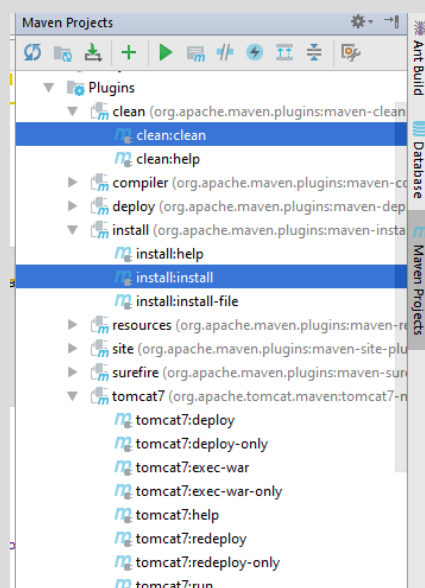 Maven Projects
Plugins
clean (org.apache.maven.plugins:maven-clean
clean:clean
clean:help
compiler (org.apache.maven.plugins:maven-co
deploy (org.apache.maven.plugins:maven-dep
install (org.apache.maven.plugins:maven-insta
install:help
install:install
install:install-file
resources (org.apache.maven.plugins:maven-re
site (org.apache.maven.plugins:maven-site-plu
surefire (org.apache.maven.plugins:maven-sure
tomcat7 (org.apache.tomcat.maven:tomcat7-m
tomcat7:deploy
tomcat7:deploy-only
tomcat7:exec-war
tomcat7:exec-war-only
tomcat7:help
tomcat7:redeploy
tomcat7:redeploy-only
tomcat7:run
Ant Build
Database
Maven Projects